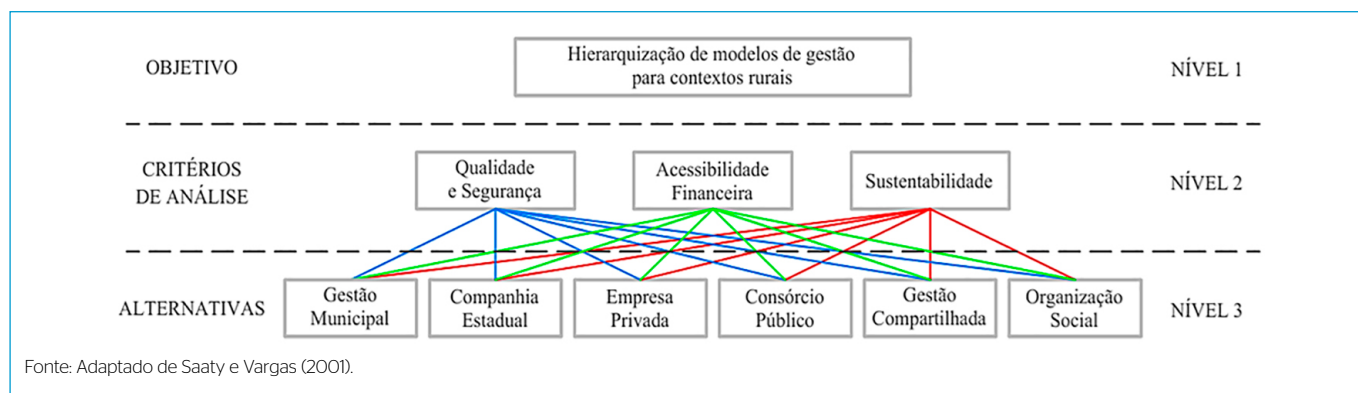 OBJETIVO
Hierarquização de modelos de gestão
para contextos rurais
NÍVEL 1
CRITÉRIOS
DE ANÁLISE
Qualidade
e Segurança
Acessibilidade
Financeira
Sustentabilidade
NÍVEL 2
ALTERNATIVAS
Gestão
Municipal
Companhia
Estadual
Empresa
Privada
Consórcio
Público
Gestão
Compartilhada
Organização
Social
NÍVEL 3
Fonte: Adaptado de Saaty e Vargas (2001).